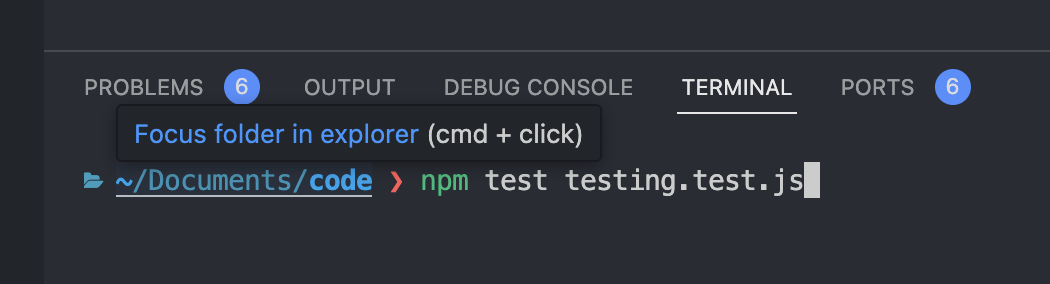 PROBLEMS 6 OUTPUT DEBUG CONSOLE TERMINAL PORTS 6
Focus folder in explorer (cmd + click)
~/Documents/code ❯ npm test testing.test.js